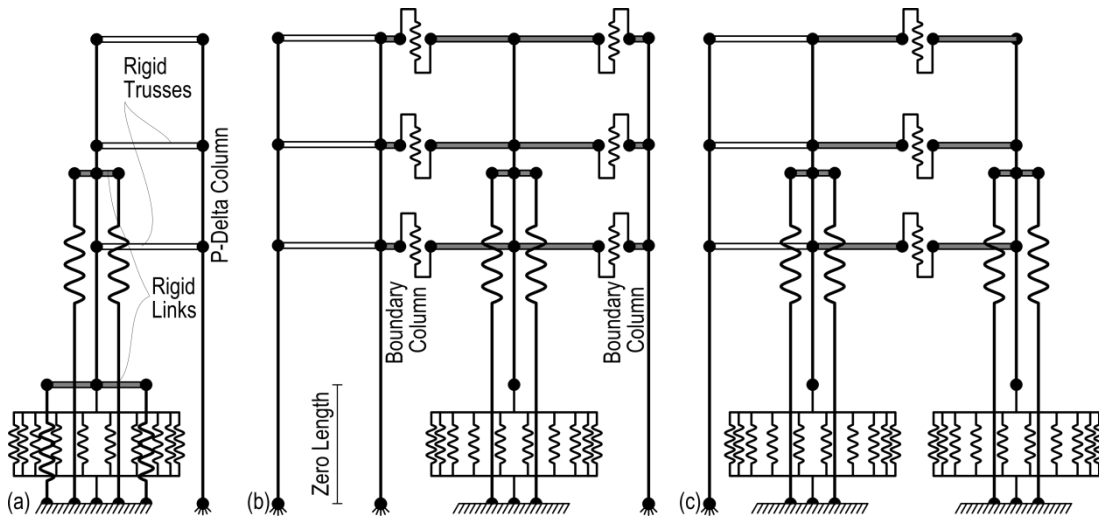 Rigid
Trusses
P-Delta Column
Rigid
Links
Boundary
Column
Boundary
Column
Zero Length
(a)
(b)
(c)